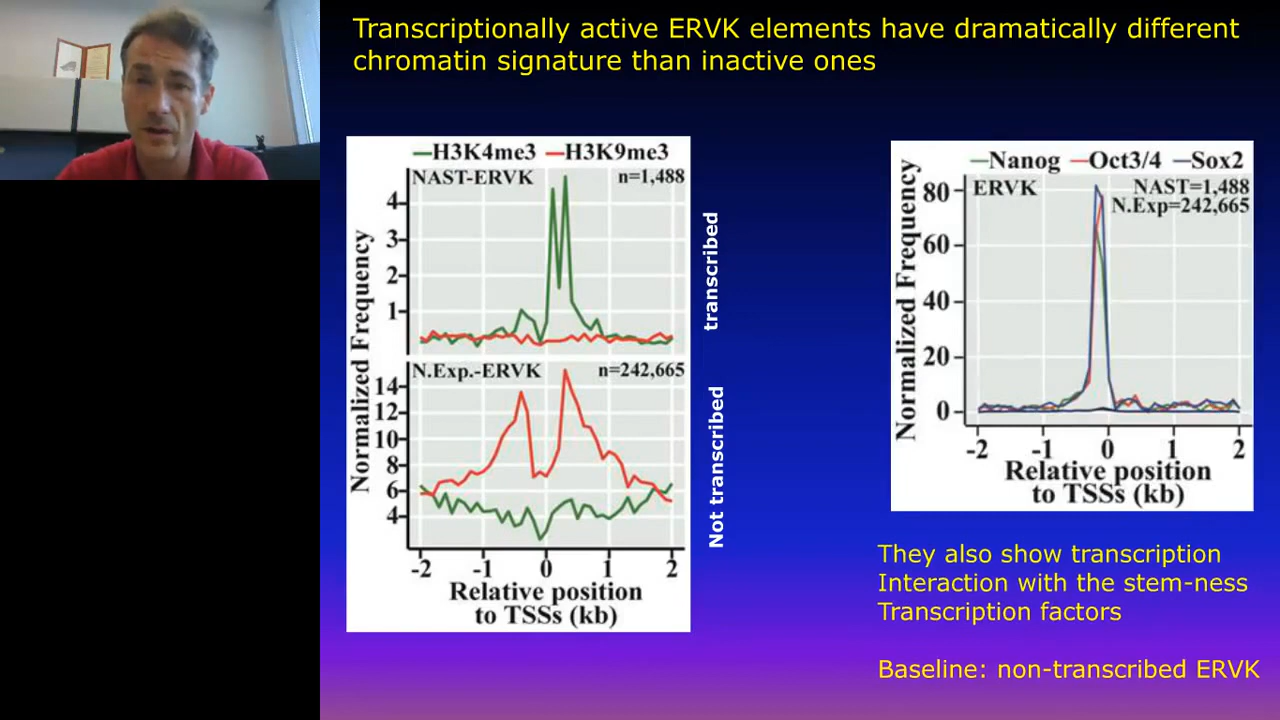 Transcriptionally active ERVK elements have dramatically different
chromatin signature than inactive ones
H3K4me3 H3K9me3
NAST-ERVK n=1,488
4
3
2
1
N.Exp.-ERVK n=242,665
14
12
10
8
6
4
Normalized Frequency
-2 -1 0 1 2
Relative position
to TSSs (kb)
transcribed
Not transcribed
Nanog Oct3/4 Sox2
ERVK NAST=1,488
N.Exp=242,665
80
60
40
20
0
Normalized Frequency
-2 -1 0 1 2
Relative position
to TSSs (kb)
They also show transcription
Interaction with the stem-ness
Transcription factors
Baseline: non-transcribed ERVK